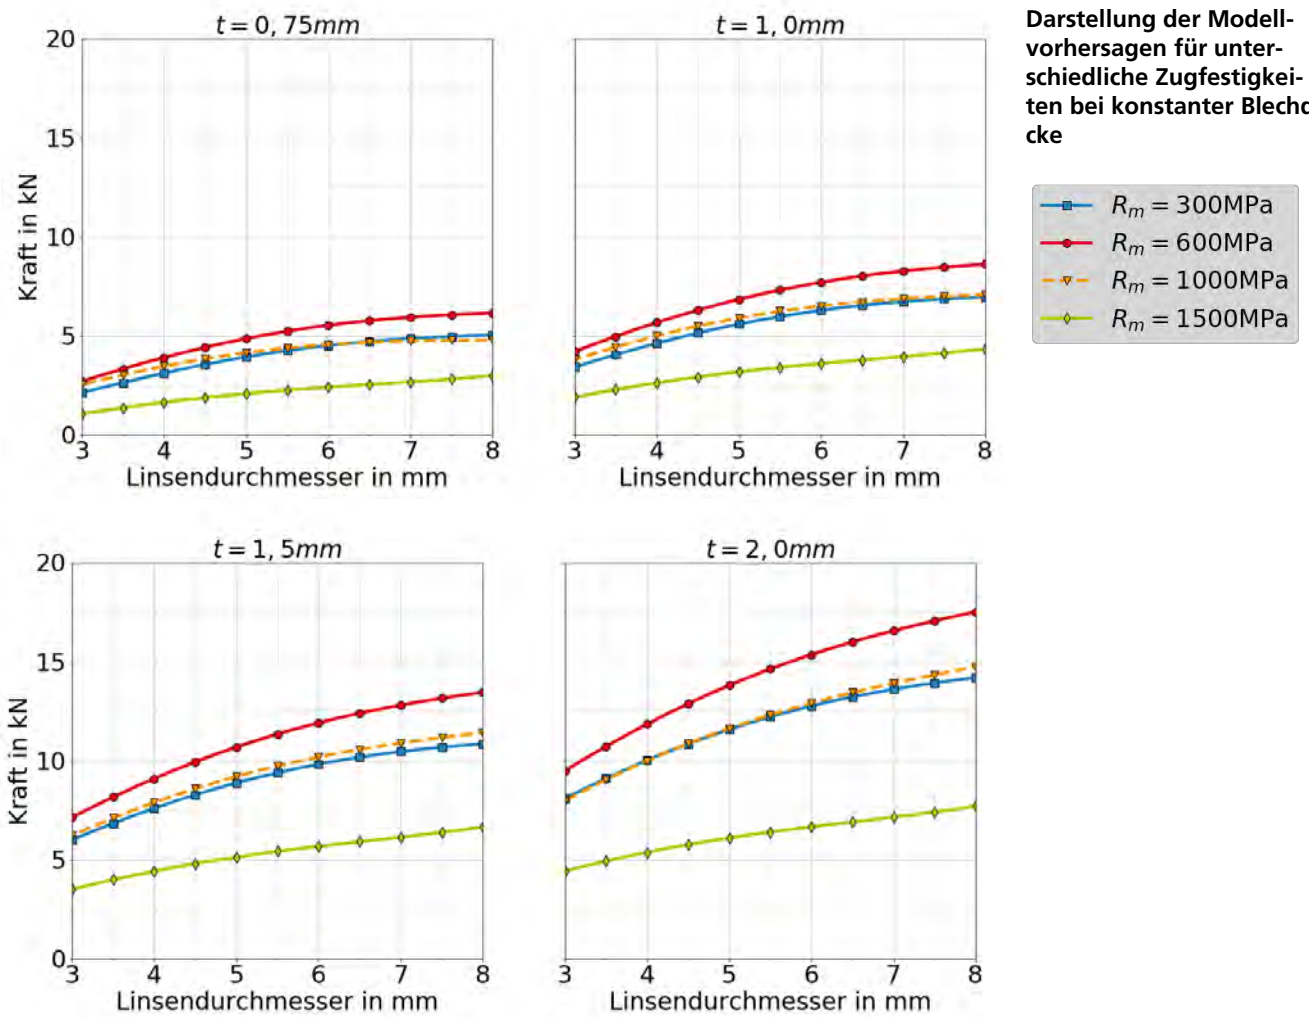 t = 0, 75mm
20
15
10
5
0
Kraft in kN
3 4 5 6 7 8
Linsendurchmesser in mm
t = 1, 0mm
3 4 5 6 7 8
Linsendurchmesser in mm
Darstellung der Modell-
vorhersagen für unter-
schiedliche Zugfestigkei-
ten bei konstanter Blechd
cke
Rₘ = 300MPa
Rₘ = 600MPa
Rₘ = 1000MPa
Rₘ = 1500MPa
t = 1, 5mm
20
15
10
5
0
Kraft in kN
3 4 5 6 7 8
Linsendurchmesser in mm
t = 2, 0mm
3 4 5 6 7 8
Linsendurchmesser in mm